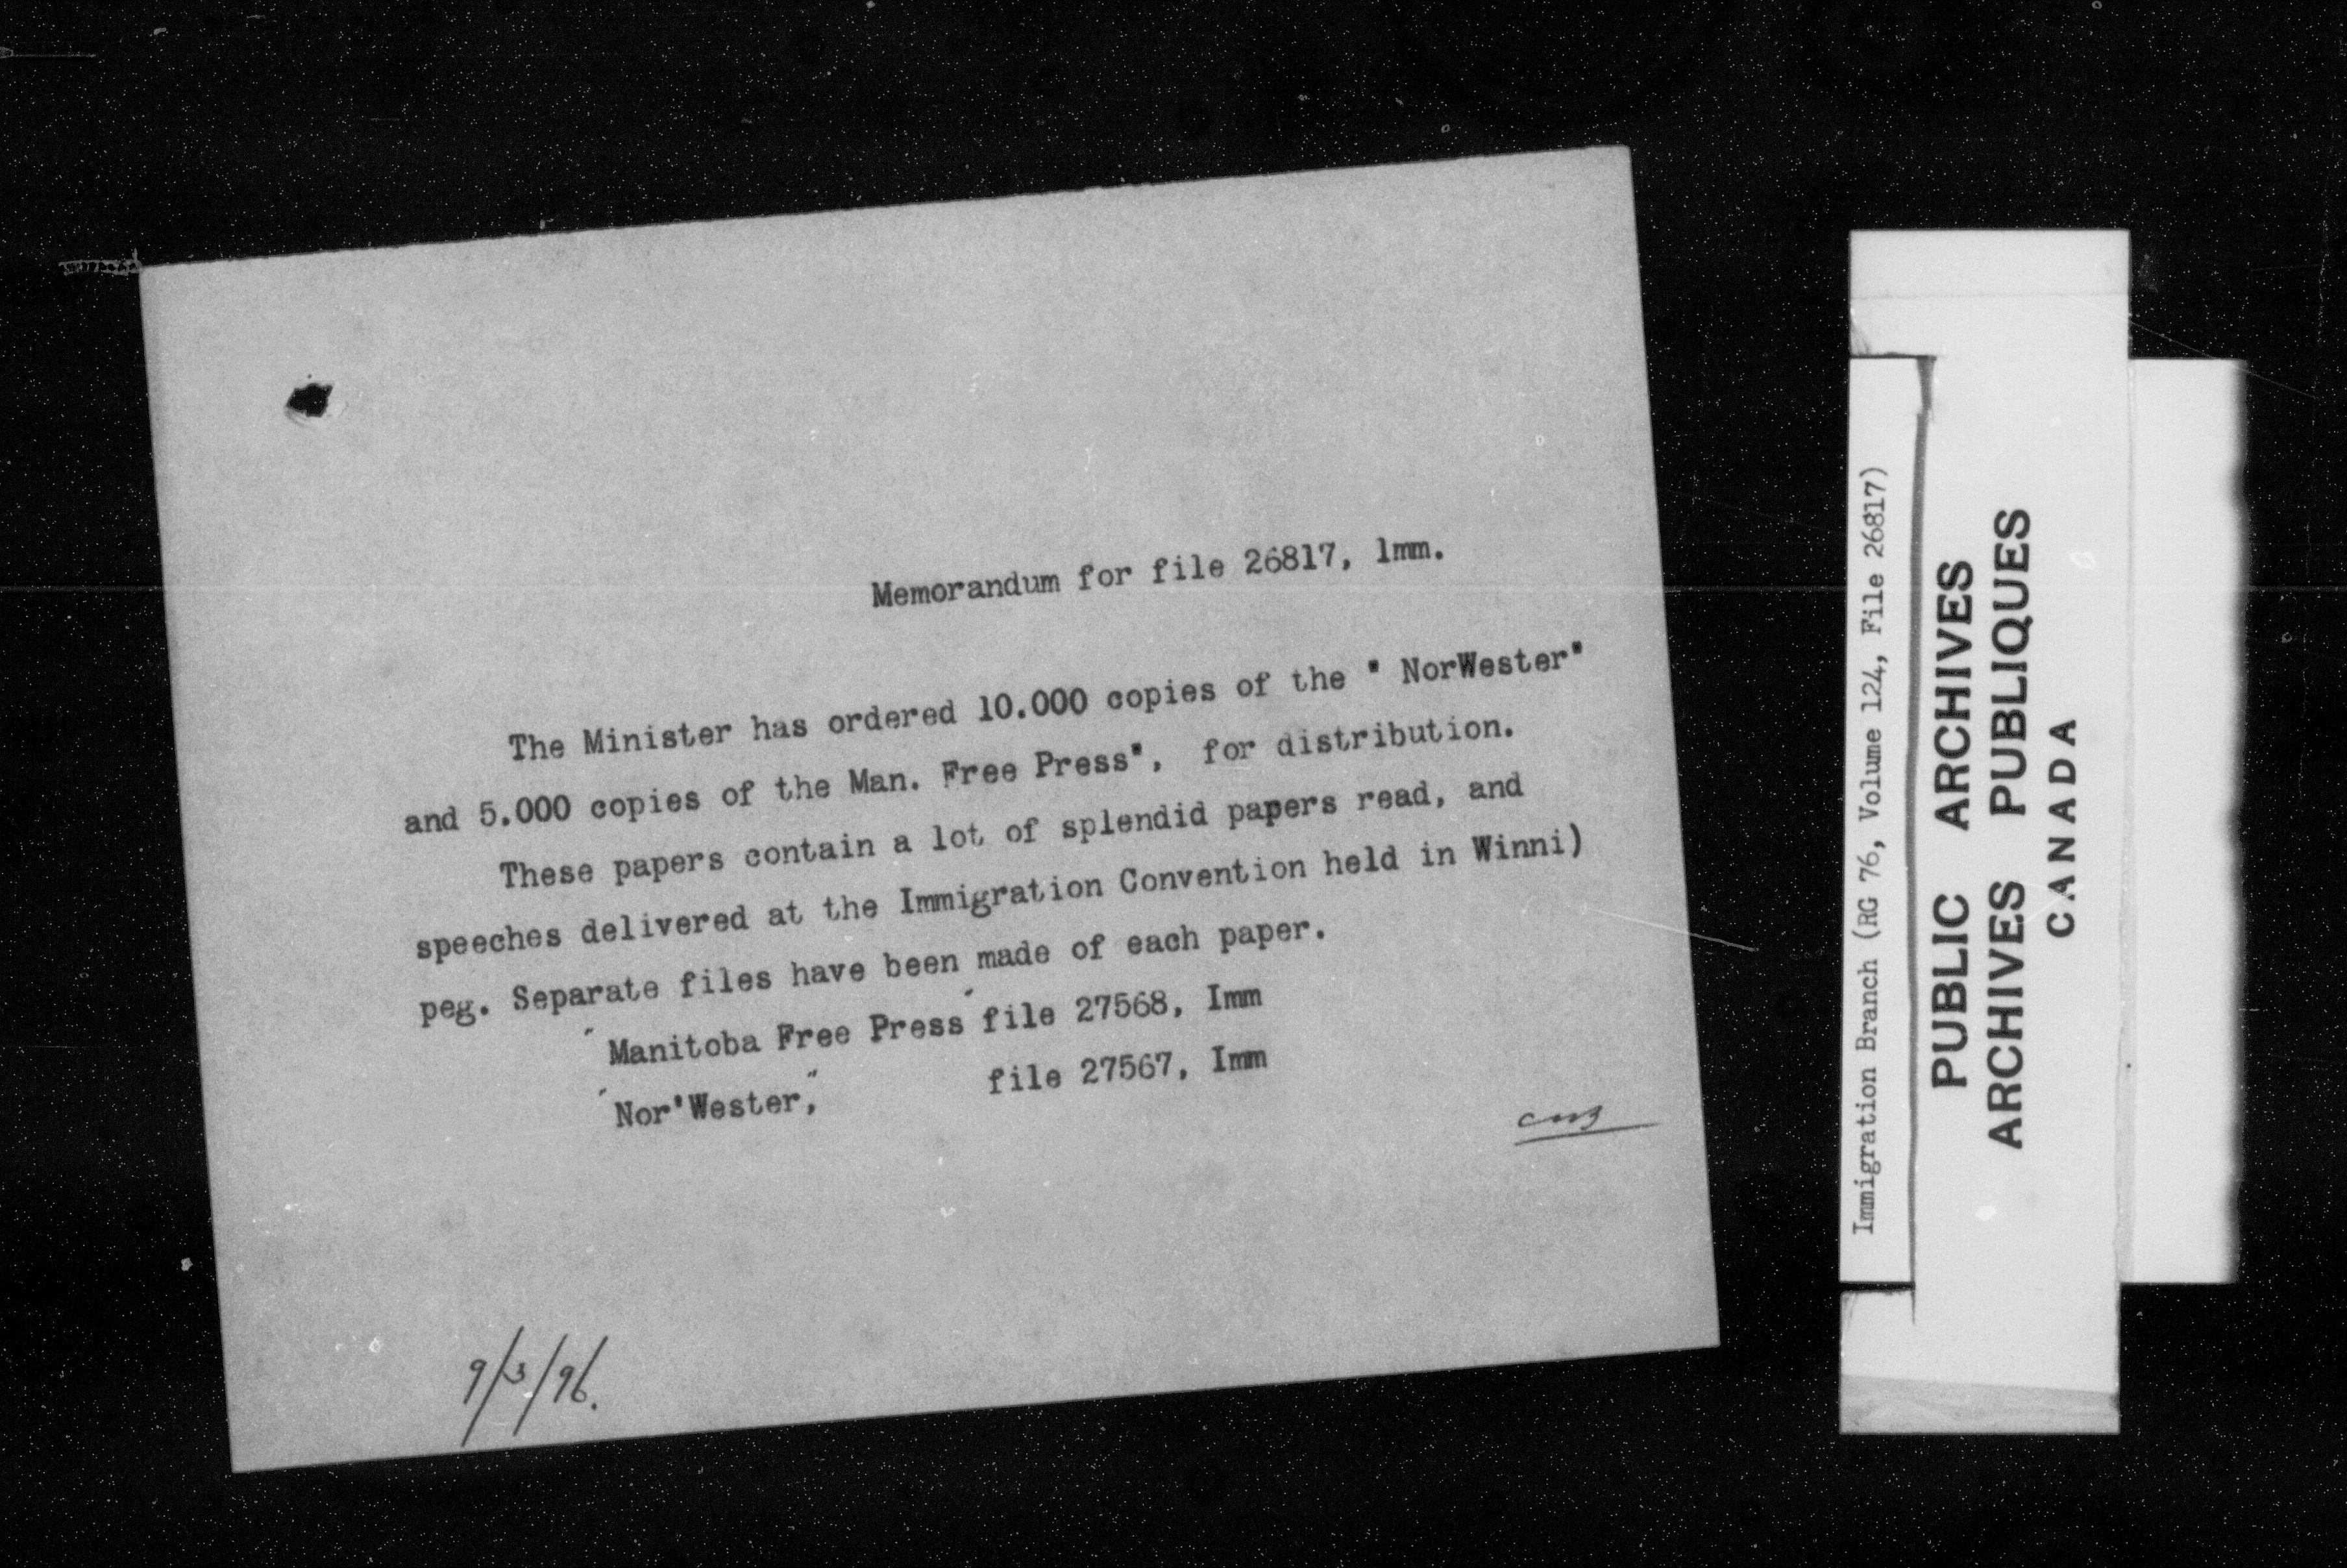 Memorandum for file 26817, 1mm.
The Minister has ordered 10.000 copies of the " NorWester"
and 5.000 copies of the Man. Free Press", for distribution.
These papers contain a lot of splendid papers read, and
speeches delivered at the Immigration Convention held in Winni)
peg. Separate files have been made of each paper.
" Manitoba Free Press " file 27568, Imm
" Nor'Wester," file 27567, Imm
9/3/96.
Immigration Branch (RG 76, Volume 124, File 26817)
PUBLIC ARCHIVES
ARCHIVES PUBLIQUES
CANADA